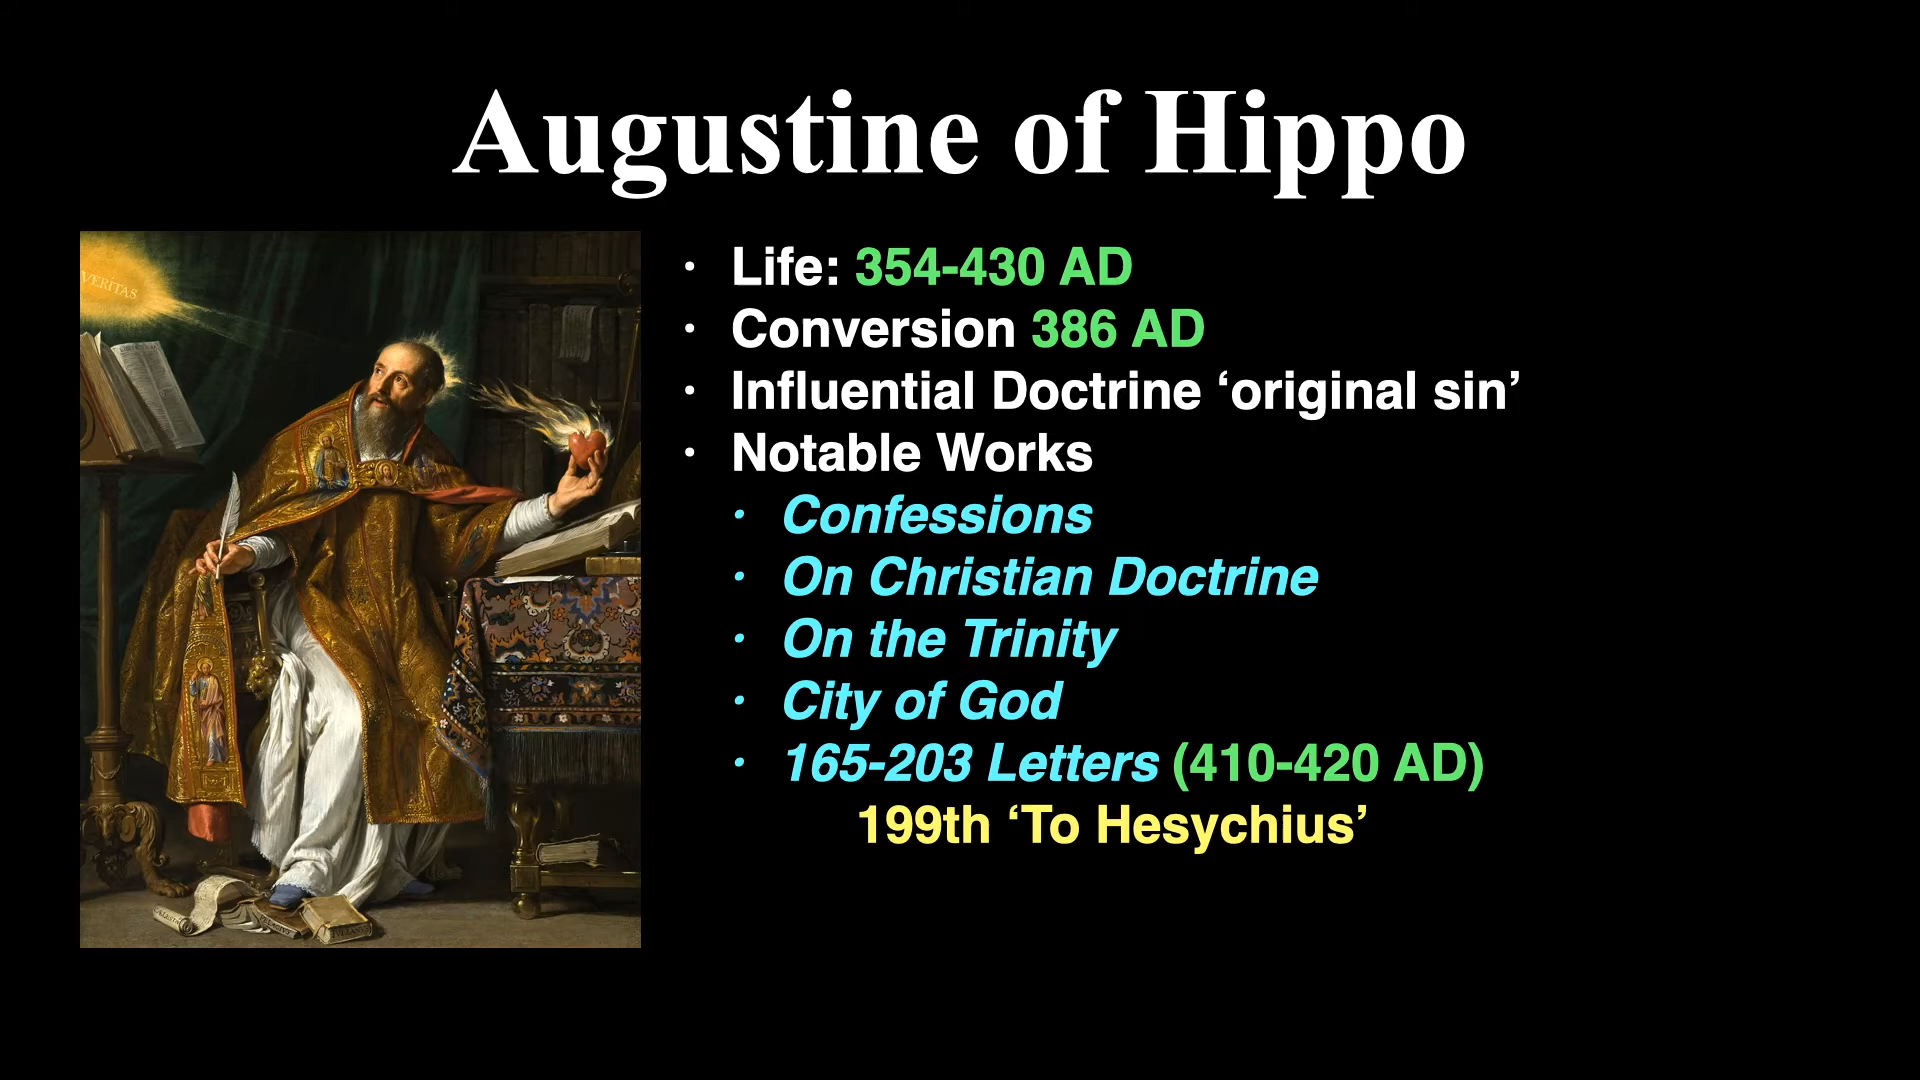 Augustine of Hippo
VERITAS
• Life: 354-430 AD
• Conversion 386 AD
• Influential Doctrine ‘original sin’
• Notable Works
• Confessions
• On Christian Doctrine
• On the Trinity
• City of God
• 165-203 Letters (410-420 AD)
199th ‘To Hesychius’